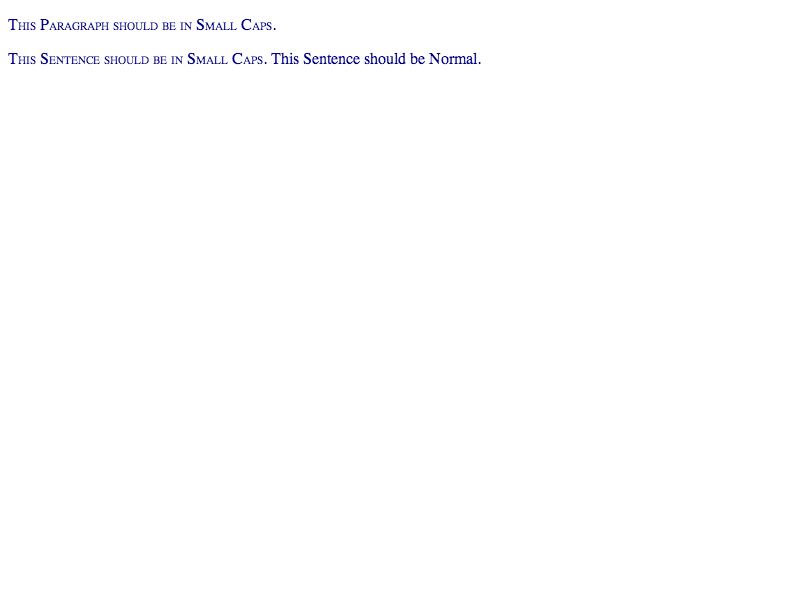 This Paragraph should be in Small Caps.
This Sentence should be in Small Caps. This Sentence should be Normal.